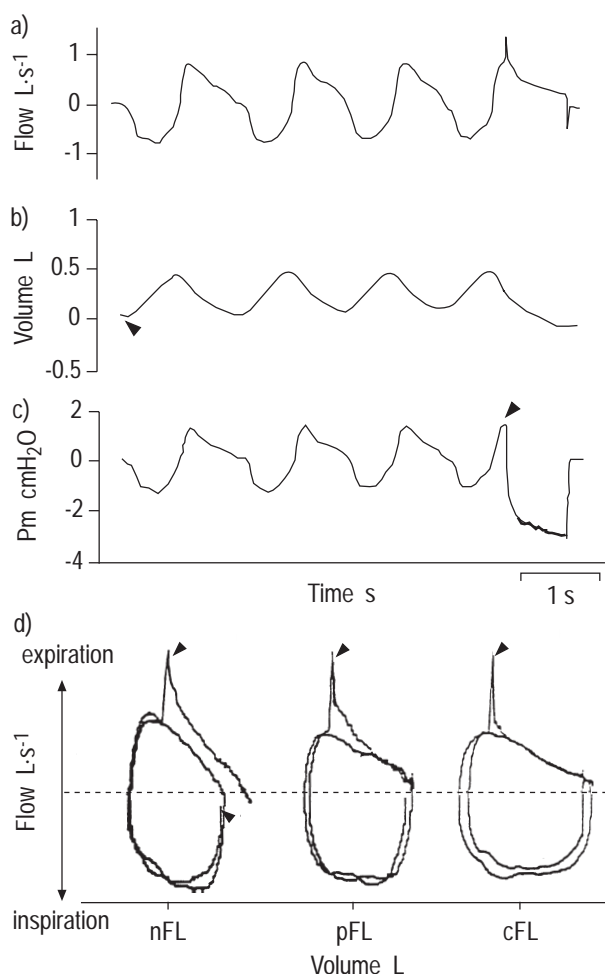 a)
1
0
-1
Flow L·s⁻¹
b)
1
0.5
0
-0.5
Volume L
c)
2
0
-2
-4
Pm cmH₂O
Time s
1 s
d)
expiration
Flow L·s⁻¹
inspiration
nFL pFL cFL
Volume L